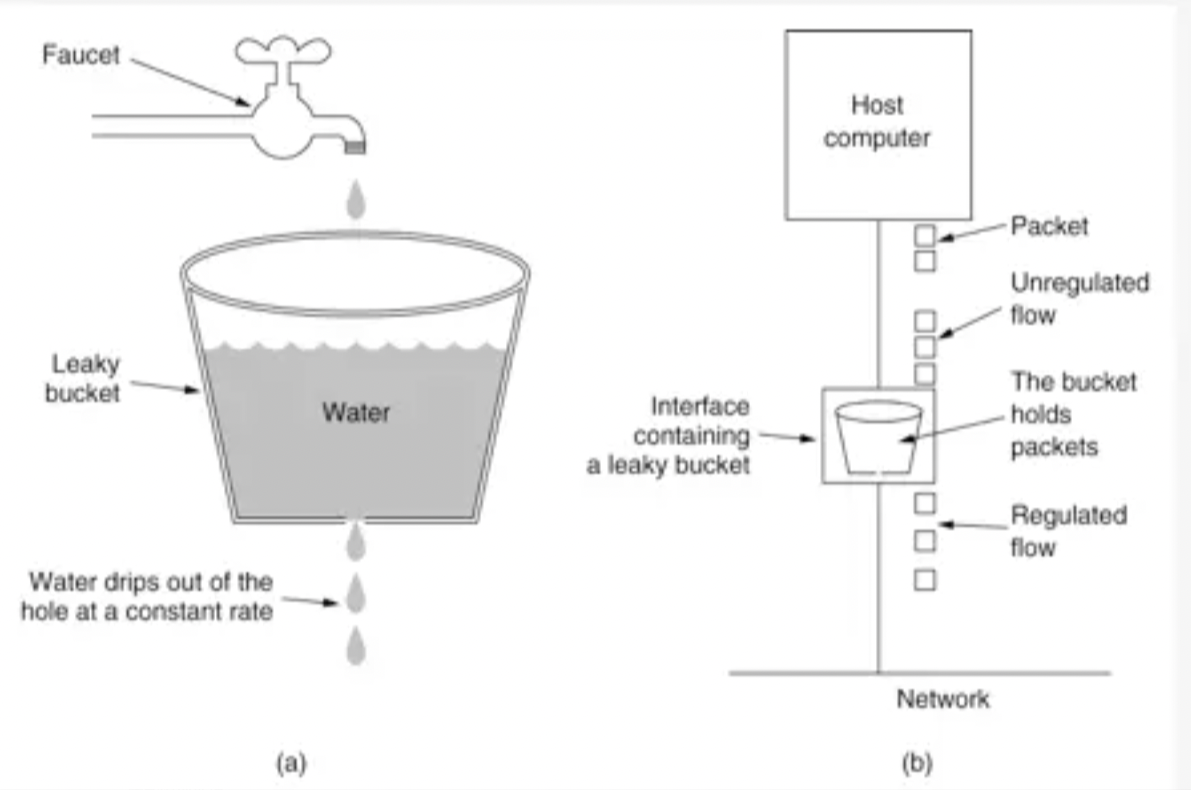 Faucet
Leaky
bucket
Water
Water drips out of the
hole at a constant rate
(a)
Host
computer
Packet
Unregulated
flow
The bucket
holds
packets
Interface
containing
a leaky bucket
Regulated
flow
Network
(b)